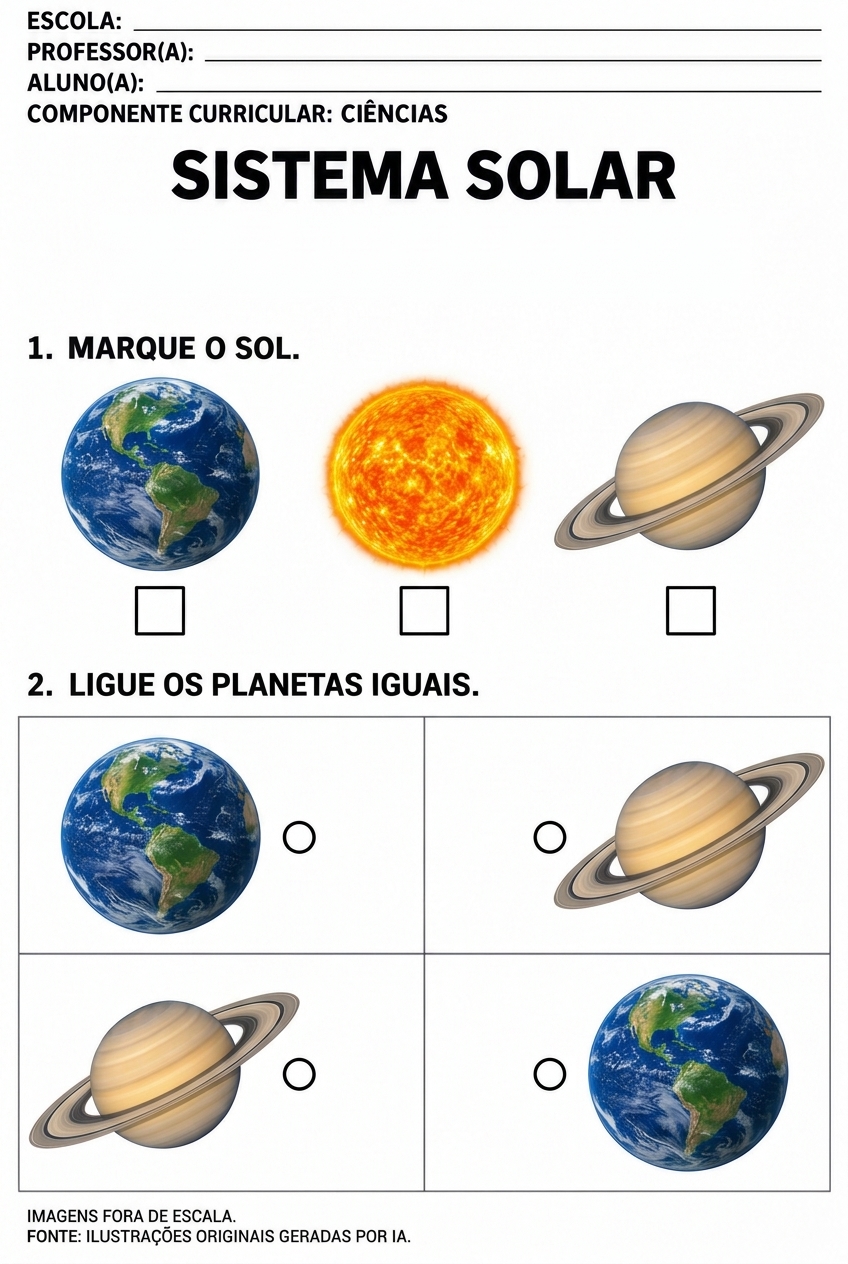 ESCOLA:
PROFESSOR(A):
ALUNO(A):
COMPONENTE CURRICULAR: CIÊNCIAS
SISTEMA SOLAR
1. MARQUE O SOL.
2. LIGUE OS PLANETAS IGUAIS.
IMAGENS FORA DE ESCALA.
FONTE: ILUSTRAÇÕES ORIGINAIS GERADAS POR IA.